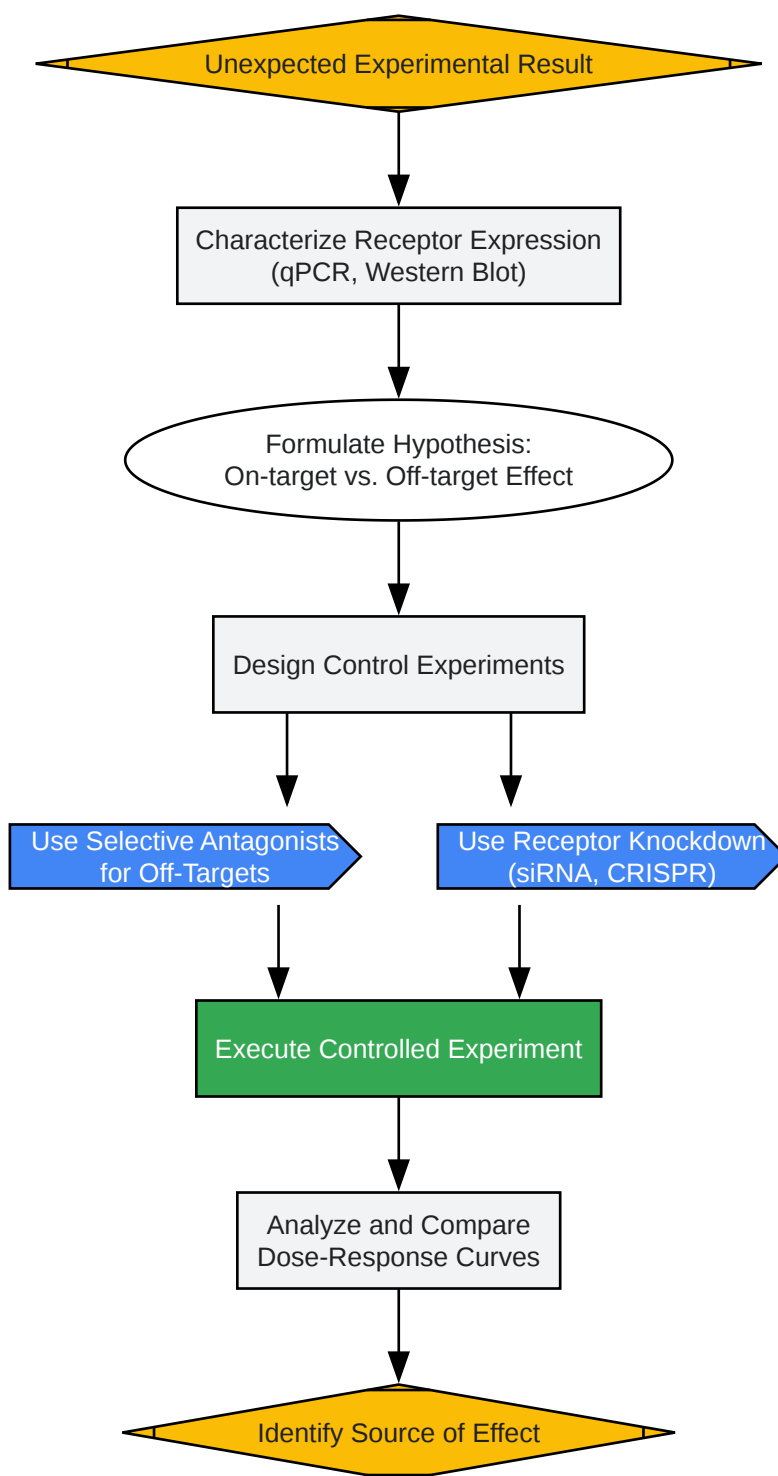 Unexpected Experimental Result
Characterize Receptor Expression
(qPCR, Western Blot)
Formulate Hypothesis:
On-target vs. Off-target Effect
Design Control Experiments
Use Selective Antagonists
for Off-Targets
Use Receptor Knockdown
(siRNA, CRISPR)
Execute Controlled Experiment
Analyze and Compare
Dose-Response Curves
Identify Source of Effect